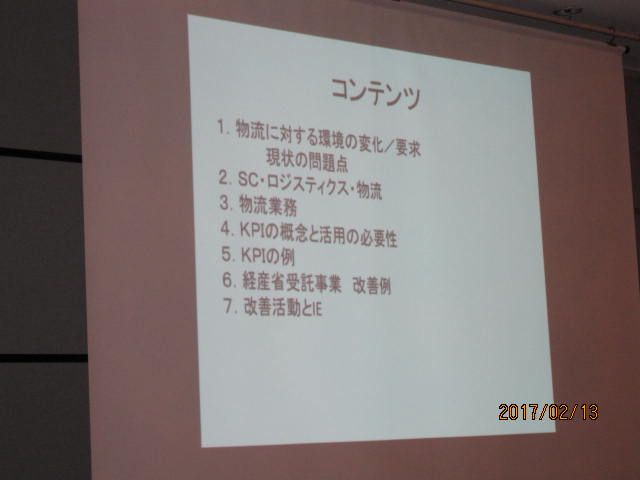 コンテンツ
1. 物流に対する環境の変化/要求
現状の問題点
2. SC・ロジスティクス・物流
3. 物流業務
4. KPIの概念と活用の必要性
5. KPIの例
6. 経産省受託事業 改善例
7. 改善活動とIE
2017/02/13